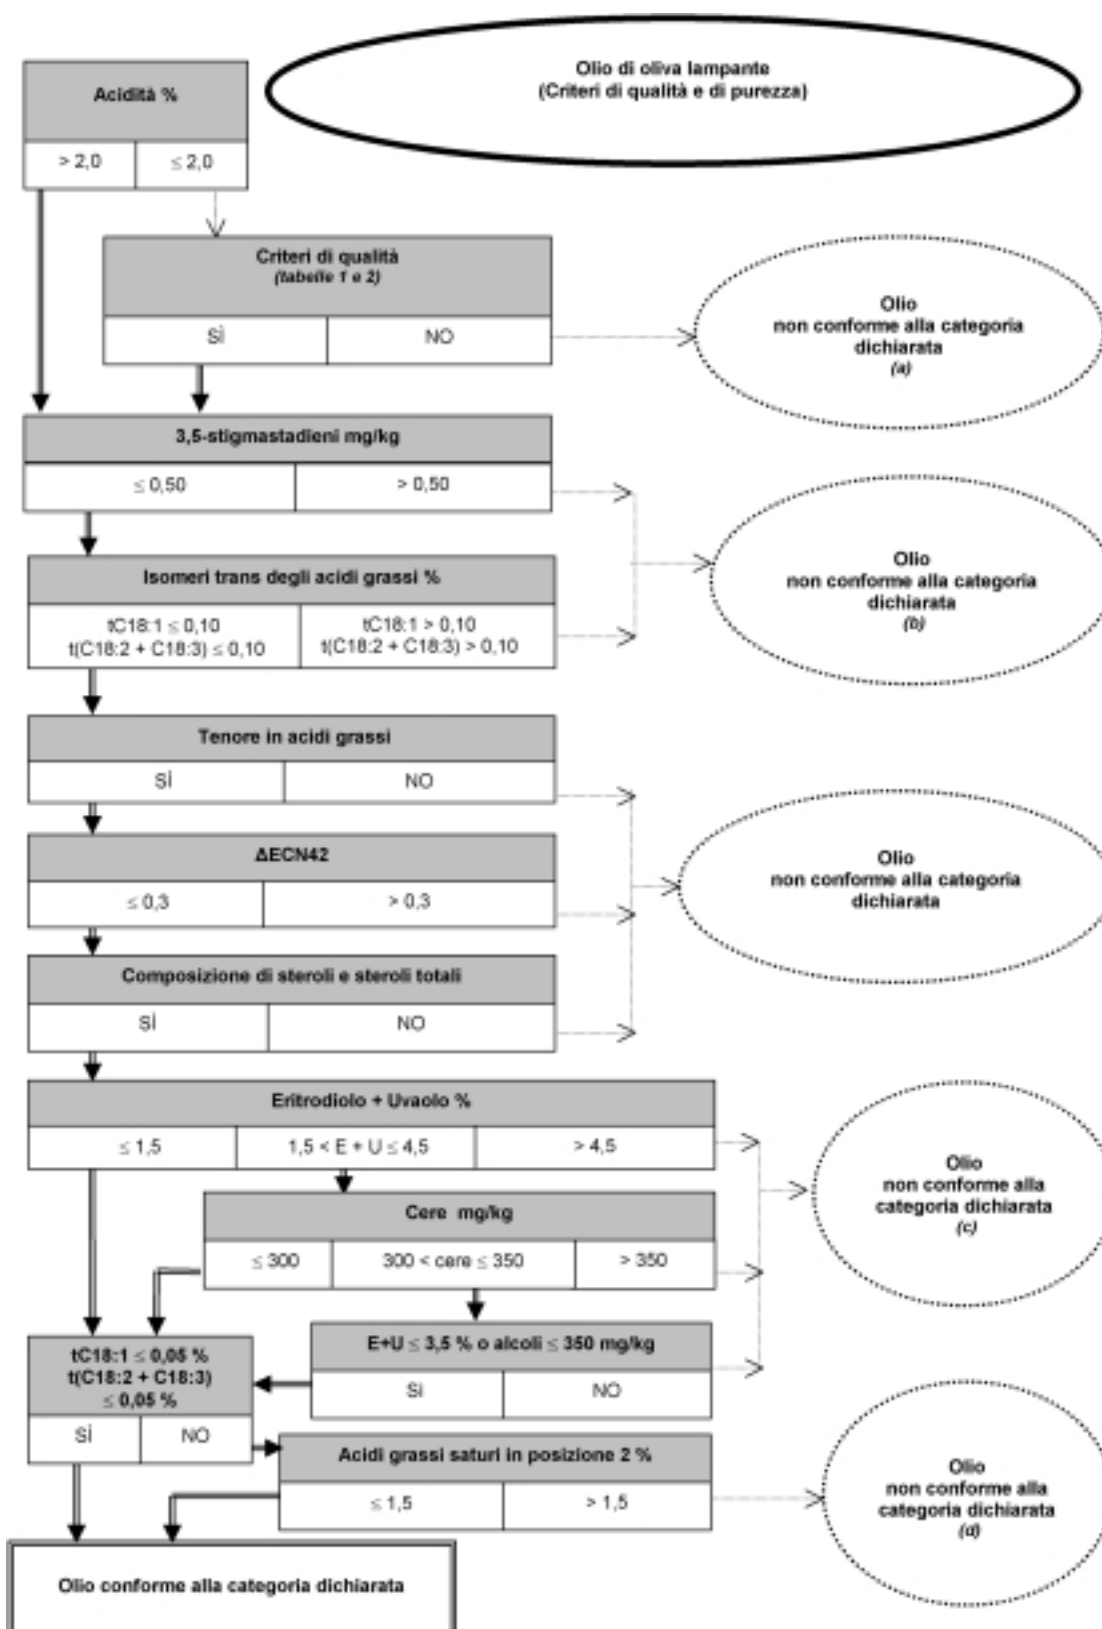 Olio di oliva lampante
(Criteri di qualità e di purezza)
Acidità %
> 2,0
≤ 2,0
Criteri di qualità
(tabelle 1 e 2)
SÌ
NO
Olio
non conforme alla categoria
dichiarata
(a)
3,5-stigmastadieni mg/kg
≤ 0,50
> 0,50
Isomeri trans degli acidi grassi %
tC18:1 ≤ 0,10
t(C18:2 + C18:3) ≤ 0,10
tC18:1 > 0,10
t(C18:2 + C18:3) > 0,10
Olio
non conforme alla categoria
dichiarata
(b)
Tenore in acidi grassi
SÌ
NO
ΔECN42
≤ 0,3
> 0,3
Olio
non conforme alla categoria
dichiarata
Composizione di steroli e steroli totali
SÌ
NO
Eritrodiolo + Uvaolo %
≤ 1,5
1,5 < E + U ≤ 4,5
> 4,5
Cere mg/kg
≤ 300
300 < cere ≤ 350
> 350
Olio
non conforme alla
categoria dichiarata
(c)
E+U ≤ 3,5 % o alcoli ≤ 350 mg/kg
Si
NO
tC18:1 ≤ 0,05 %
t(C18:2 + C18:3)
≤ 0,05 %
SÌ
NO
Acidi grassi saturi in posizione 2 %
≤ 1,5
> 1,5
Olio
non conforme alla
categoria dichiarata
(d)
Olio conforme alla categoria dichiarata